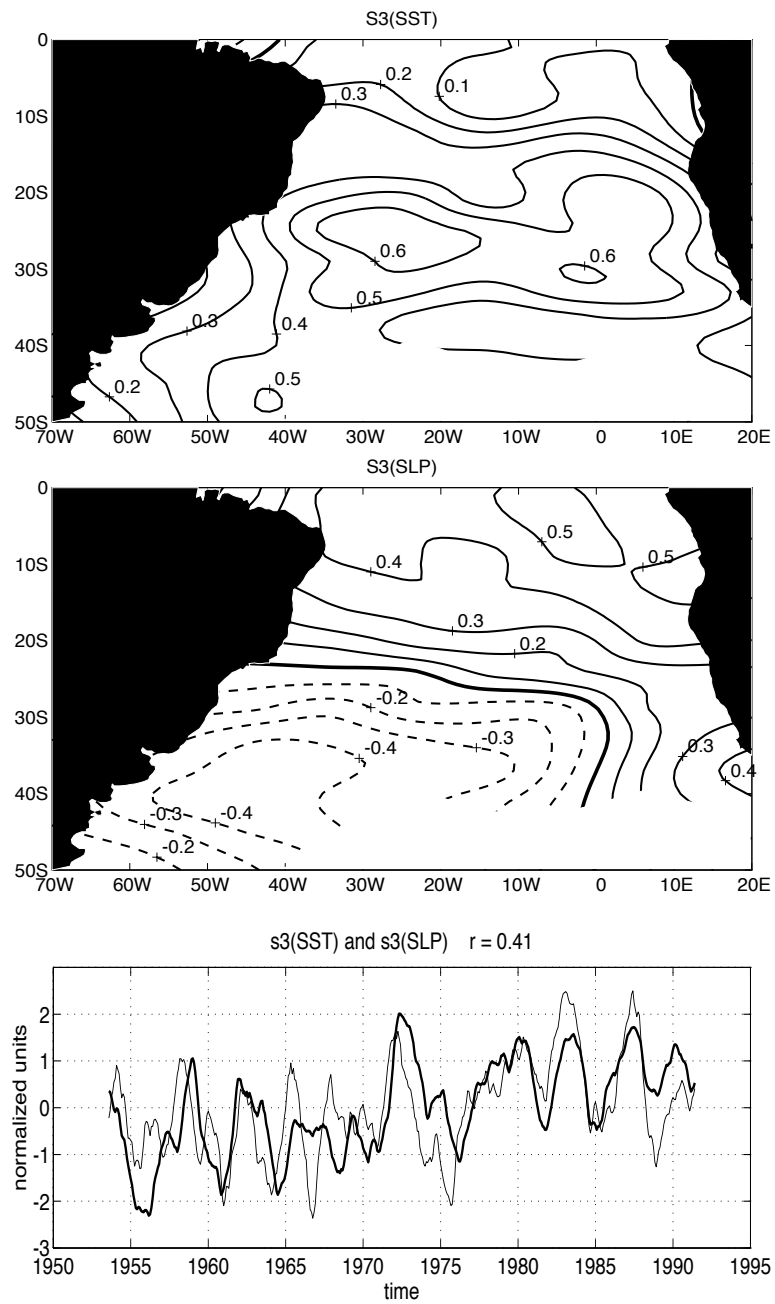 S3(SST)
0
10S
20S
30S
40S
50S
0.2
0.1
0.3
0.6
0.6
0.5
0.3
0.4
0.2
0.5
70W 60W 50W 40W 30W 20W 10W 0 10E 20E
S3(SLP)
0
10S
20S
30S
40S
50S
0.5
0.4
0.5
0.3
0.2
-0.2
-0.3
0.3
-0.4
0.4
-0.3
-0.4
-0.2
70W 60W 50W 40W 30W 20W 10W 0 10E 20E
s3(SST) and s3(SLP) r = 0.41
normalized units
2
1
0
-1
-2
-3
1950 1955 1960 1965 1970 1975 1980 1985 1990 1995
time